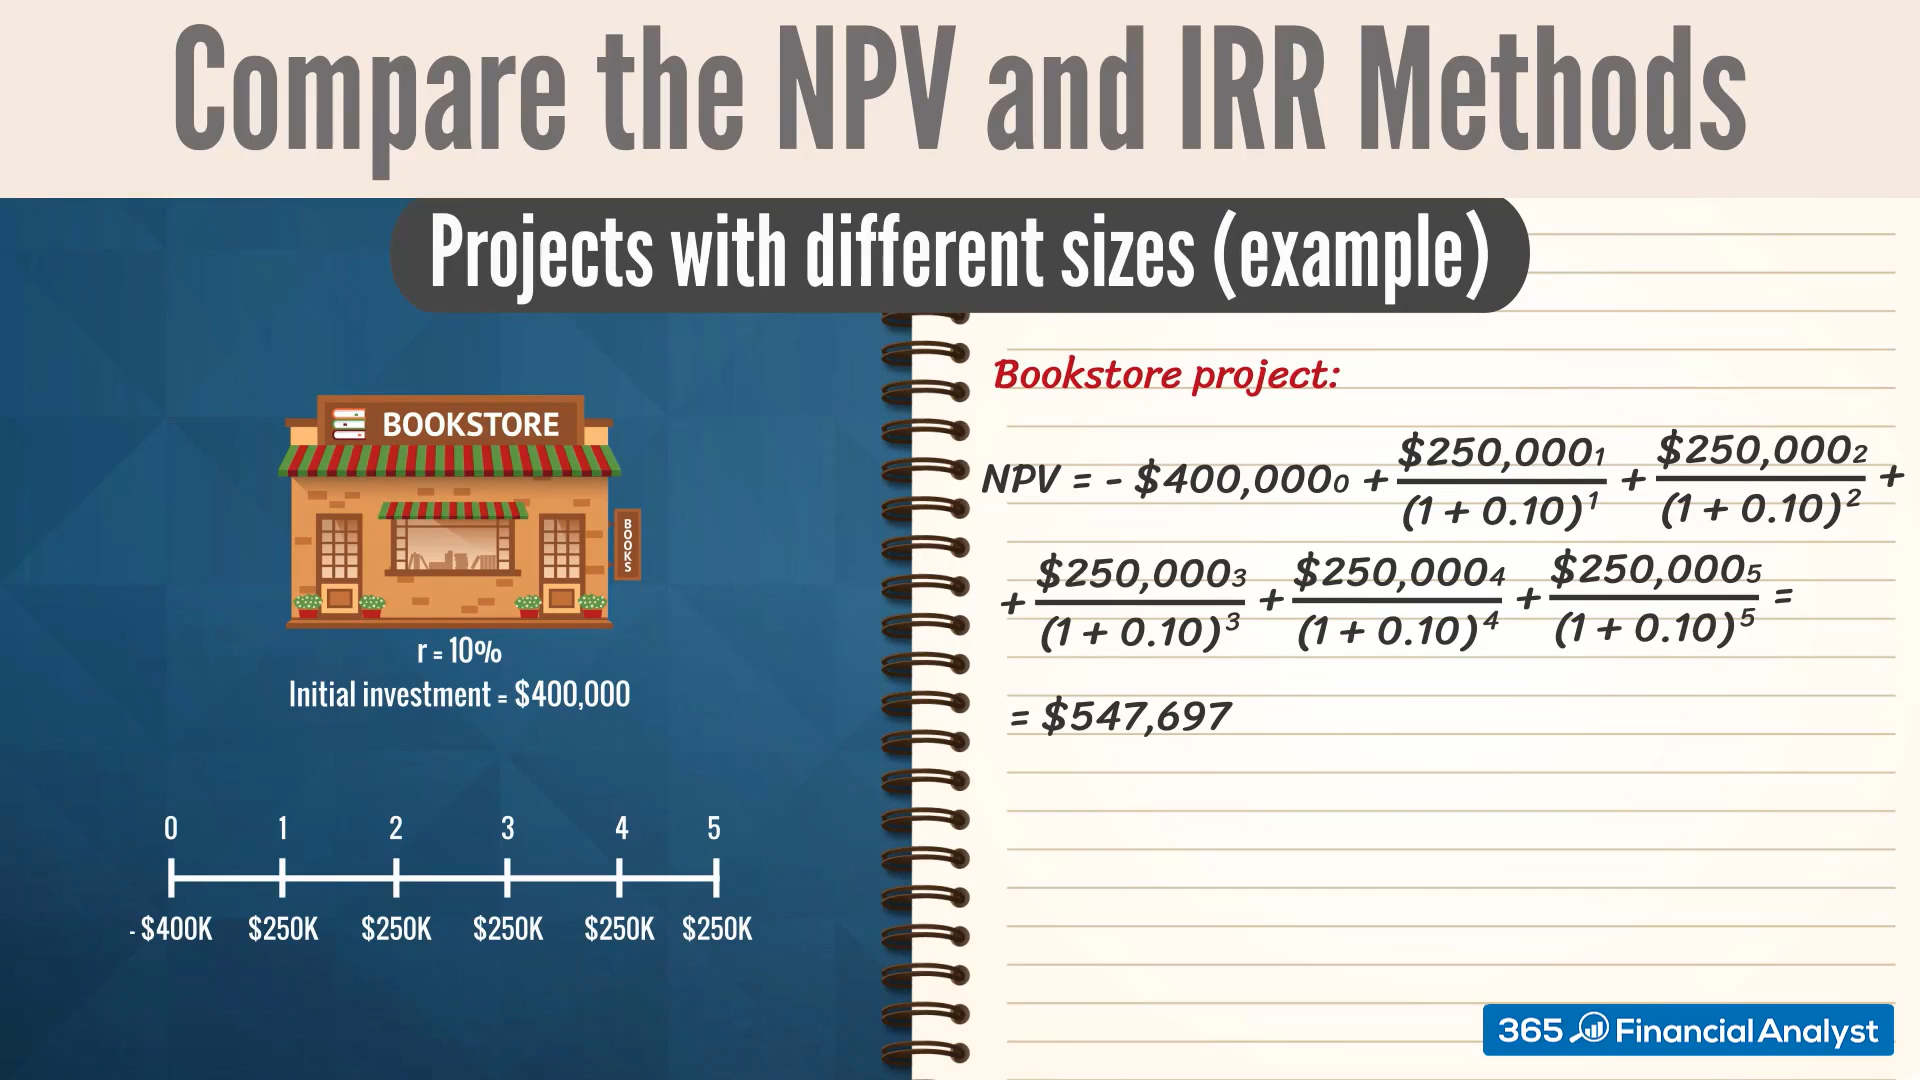 Compare the NPV and IRR Methods
Projects with different sizes (example)
BOOKSTORE
BOOKS
r = 10%
Initial investment = $400,000
0 1 2 3 4 5
- $400K $250K $250K $250K $250K $250K
Bookstore project:
NPV = - $400,000₀ + $250,000₁ / (1 + 0.10)¹ + $250,000₂ / (1 + 0.10)² +
+ $250,000₃ / (1 + 0.10)³ + $250,000₄ / (1 + 0.10)⁴ + $250,000₅ / (1 + 0.10)⁵ =
= $547,697
365 Financial Analyst